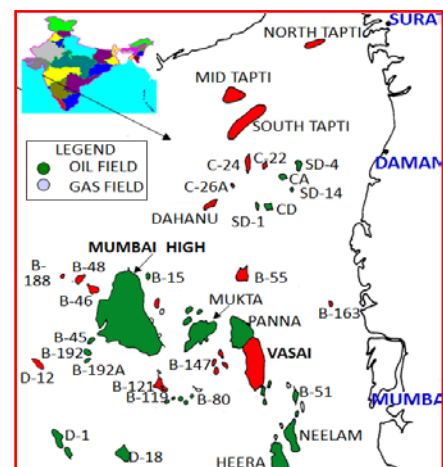 NORTH TAPTI
SURAT
MID TAPTI
SOUTH TAPTI
LEGEND
OIL FIELD
GAS FIELD
C-24
C-22
SD-4
DAMAN
CA
C-26A
SD-14
DAHANU
SD-1
CD
MUMBAI HIGH
B-188
B-48
B-15
B-55
B-46
MUKTA
B-163
PANNA
B-45
B-192
VASAI
D-12
B-192A
B-147
B-121
B-119
B-80
B-51
MUMBA
D-1
D-18
NEELAM
HEERA